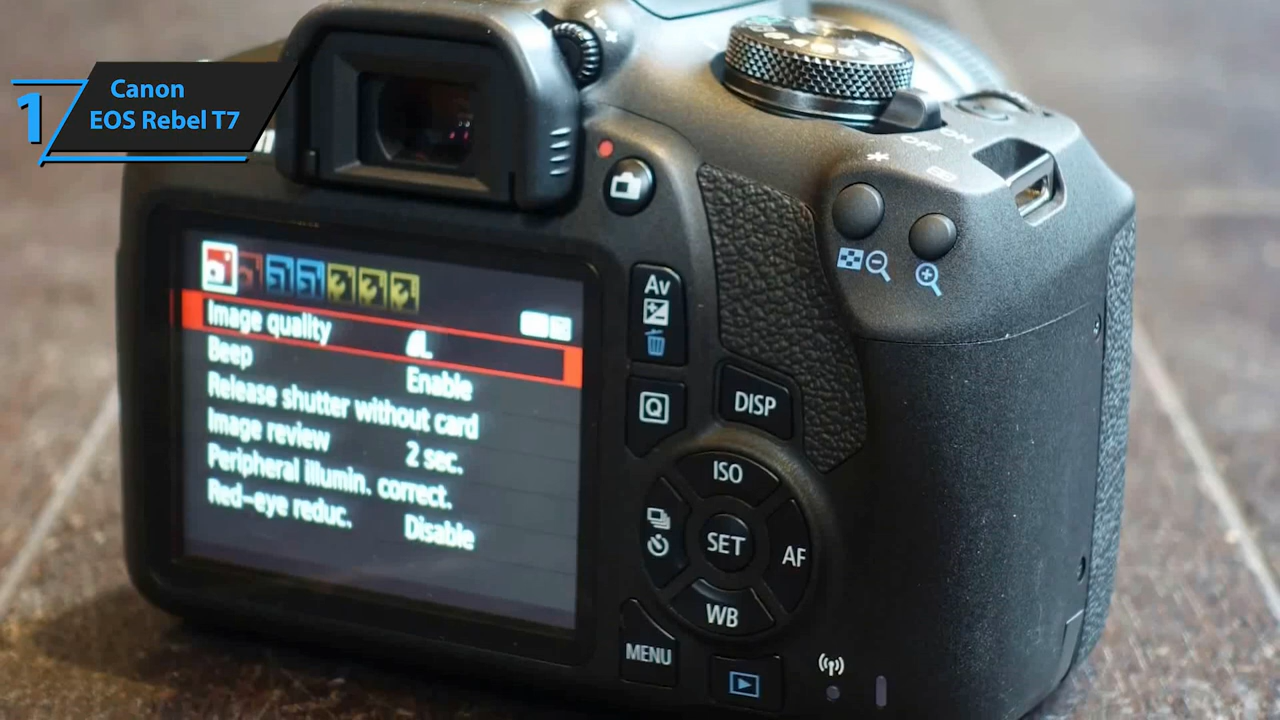 1
Canon
EOS Rebel T7
OFF
ON
Av
Q
DISP
ISO
SET
AF
WB
MENU
Image quality L
Beep Enable
Release shutter without card
Image review 2 sec.
Peripheral illumin. correct.
Red-eye reduc. Disable